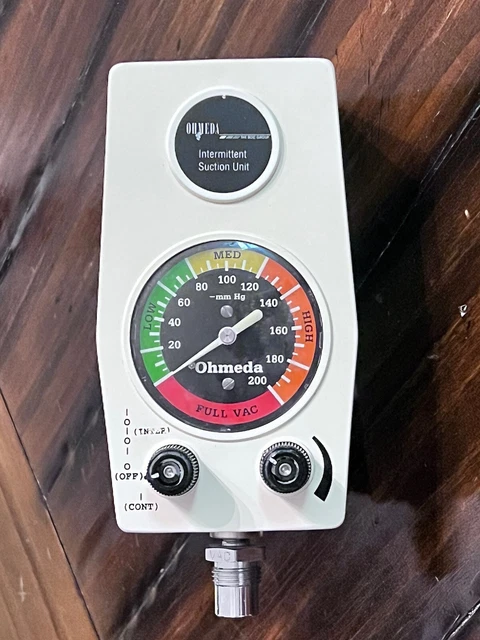 OHMEDA
Intermittent
Suction Unit
LOW
MED
HIGH
20
40
60
80
100
120
140
160
180
200
-mm Hg
®Ohmeda
FULL VAC
I
O
I
O
I
O
I
(INTER)
O
(OFF)
I
(CONT)